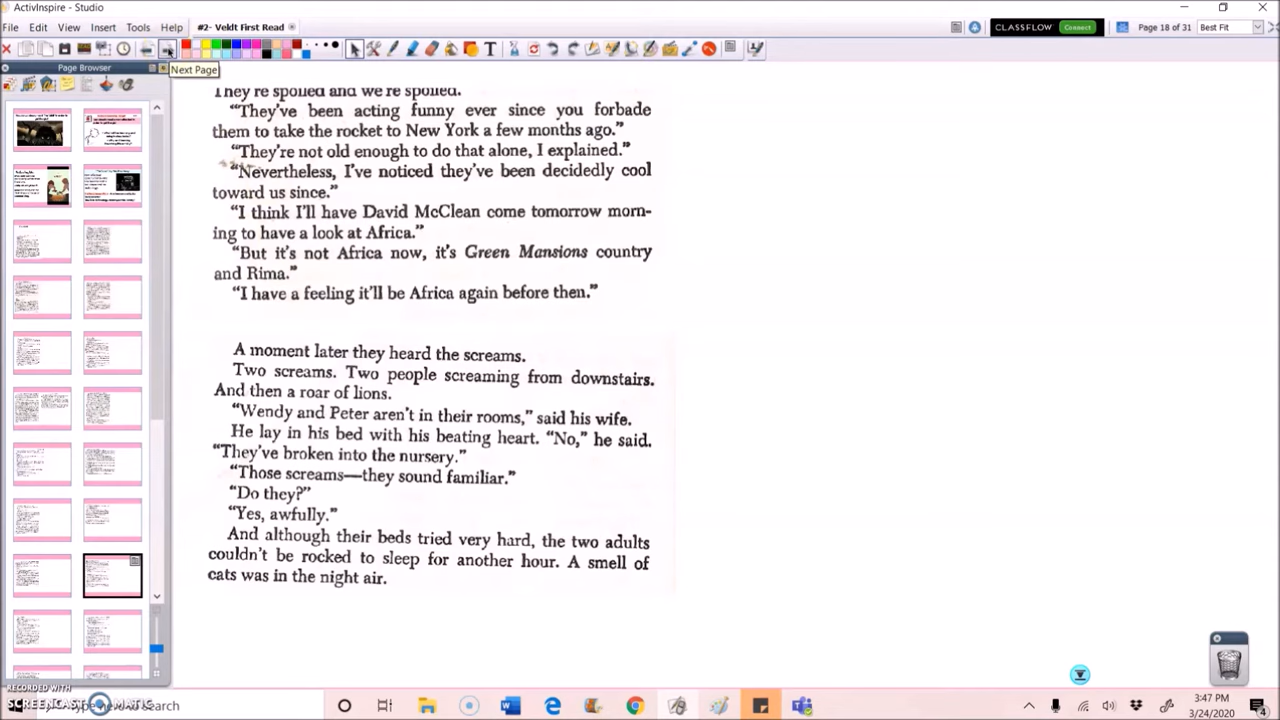 ActivInspire - Studio
File Edit View Insert Tools Help #2- Veldt First Read
CLASSFLOW Connect
Page 18 of 31 Best Fit
Next Page
Page Browser
They're spoiled and we're spoiled.
"They've been acting funny ever since you forbade
them to take the rocket to New York a few months ago."
"They're not old enough to do that alone, I explained."
"Nevertheless, I've noticed they've been decidedly cool
toward us since."
"I think I'll have David McClean come tomorrow morn-
ing to have a look at Africa."
"But it's not Africa now, it's Green Mansions country
and Rima."
"I have a feeling it'll be Africa again before then."
A moment later they heard the screams.
Two screams. Two people screaming from downstairs.
And then a roar of lions.
"Wendy and Peter aren't in their rooms," said his wife.
He lay in his bed with his beating heart. "No," he said.
"They've broken into the nursery."
"Those screams—they sound familiar."
"Do they?"
"Yes, awfully."
And although their beds tried very hard, the two adults
couldn't be rocked to sleep for another hour. A smell of
cats was in the night air.
RECORDED WITH
SCREENCAST MATIC
here to search
3:47 PM
3/24/2020